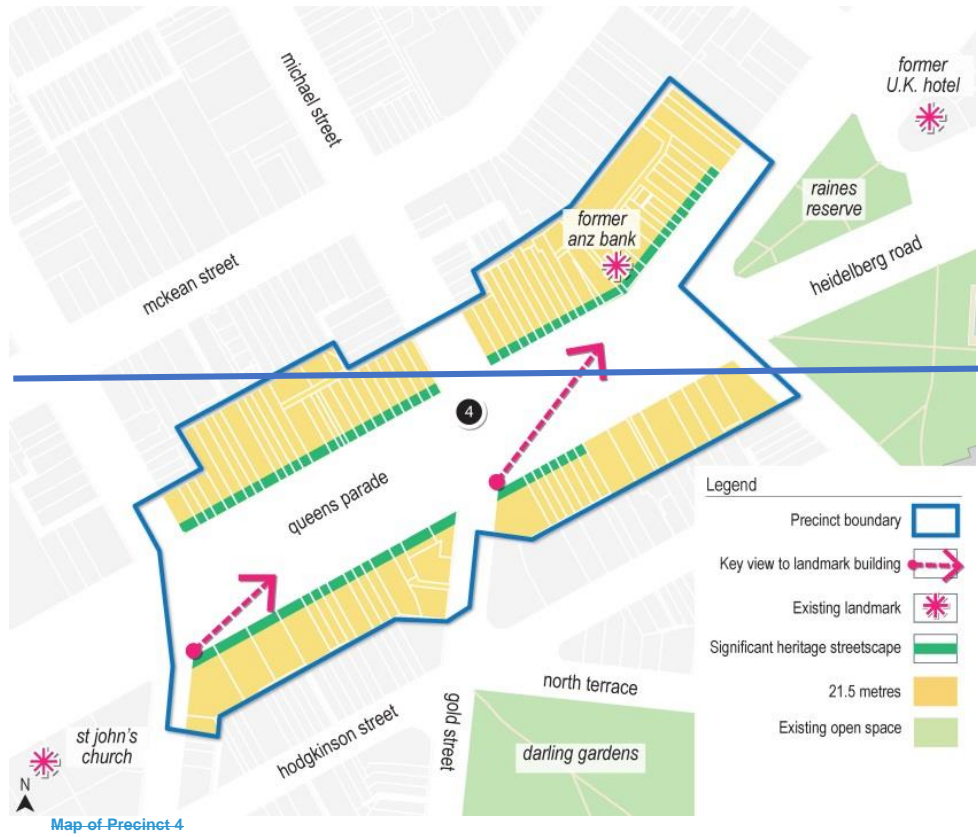 former
U.K. hotel
michael street
raines
reserve
former
anz bank
heidelberg road
mckean street
4
queens parade
Legend
Precinct boundary
Key view to landmark building
Existing landmark
Significant heritage streetscape
21.5 metres
Existing open space
north terrace
gold street
hodgkinson street
darling gardens
st john's
church
N
Map of Precinct 4